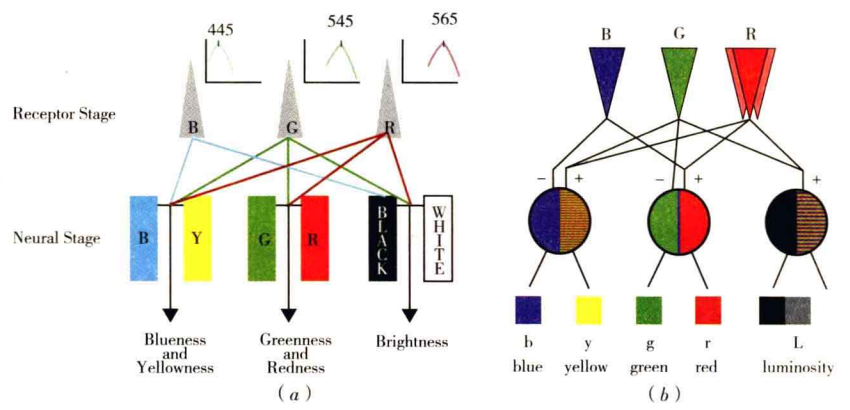 445
545
565
Receptor Stage
B
G
R
Neural Stage
B
Y
G
R
BLACK
WHITE
Blueness
and
Yellowness
Greenness
and
Redness
Brightness
(a)
B
G
R
− +
− +
+
b
y
g
r
L
blue
yellow
green
red
luminosity
(b)